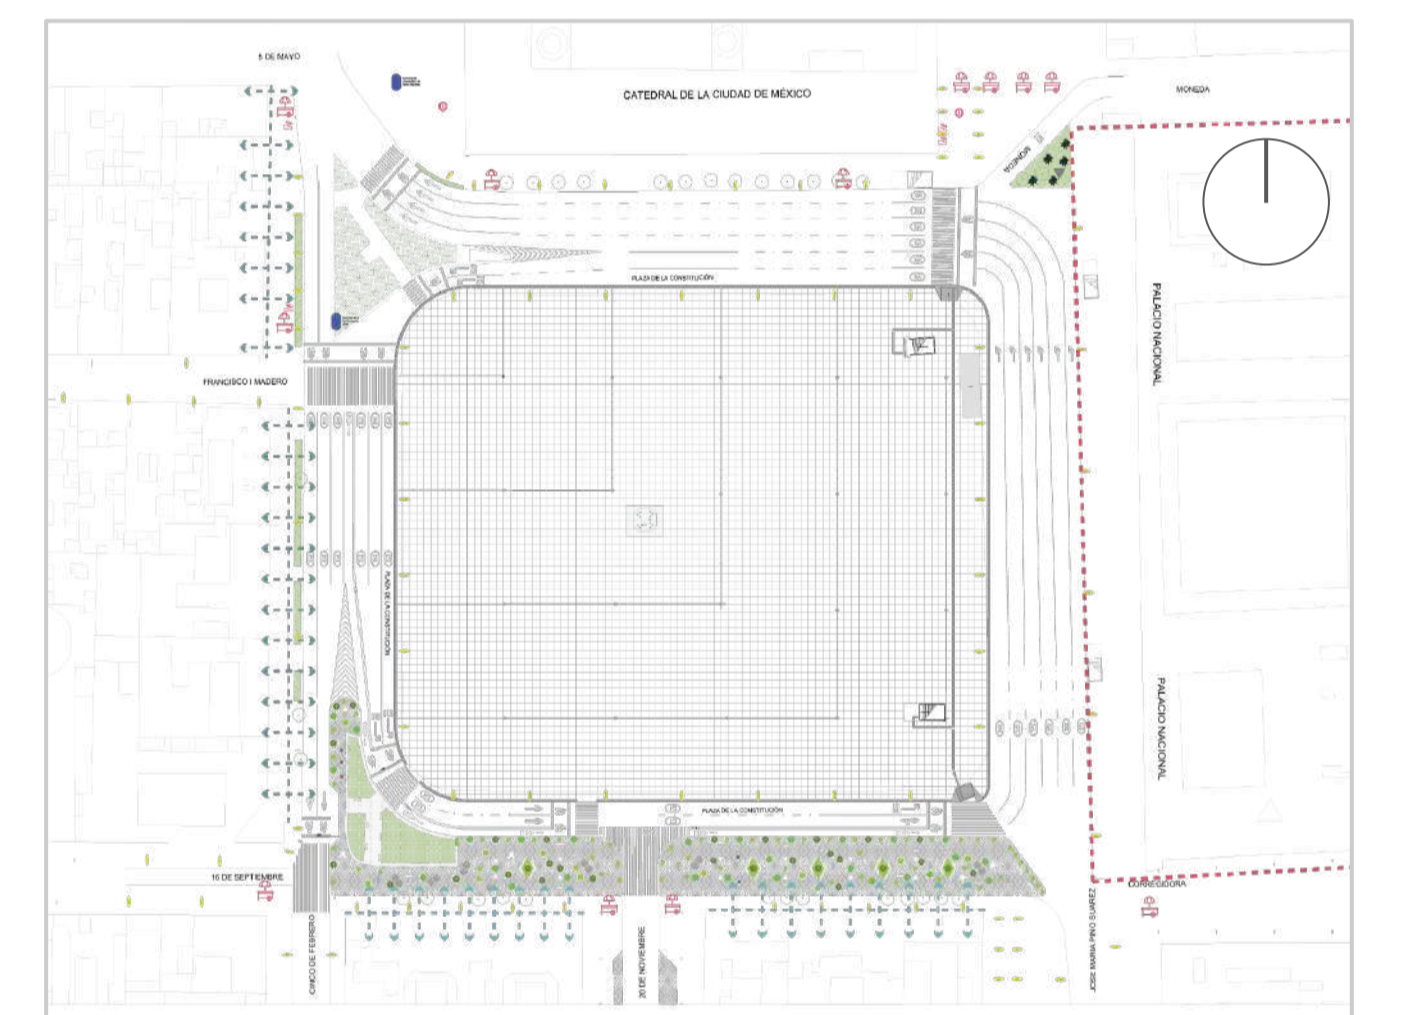 5 DE MAYO
CATEDRAL DE LA CIUDAD DE MÉXICO
MONEDA
MONEDA
PLAZA DE LA CONSTITUCIÓN
PALACIO NACIONAL
FRANCISCO I MADERO
PLAZA DE LA CONSTITUCIÓN
PALACIO NACIONAL
PLAZA DE LA CONSTITUCIÓN
16 DE SEPTIEMBRE
CORREGIDORA
CINCO DE FEBRERO
20 DE NOVIEMBRE
JOSE MARIA PINO SUAREZ